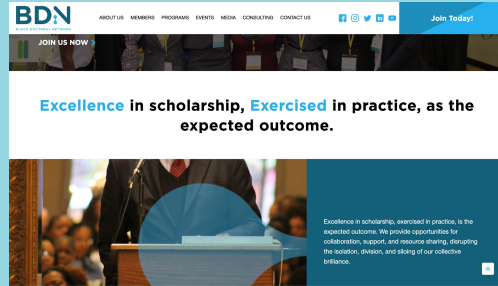 BDN
BLACK DOCTORAL NETWORK
ABOUT US MEMBERS PROGRAMS EVENTS MEDIA CONSULTING CONTACT US
Join Today!
JOIN US NOW
Excellence in scholarship, Exercised in practice, as the
expected outcome.
Excellence in scholarship, exercised in practice, is the
expected outcome. We provide opportunities for
collaboration, support, and resource sharing, disrupting
the isolation, division, and siloing of our collective
brilliance.